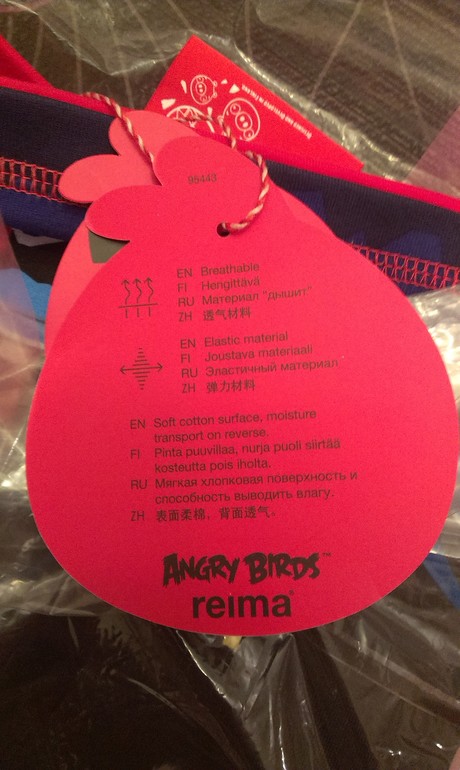 95443
EN Breathable
FI Hengittävä
RU Материал "дышит"
ZH 透气材料
EN Elastic material
FI Joustava materiaali
RU Эластичный материал
ZH 弹力材料
EN Soft cotton surface, moisture
transport on reverse.
FI Pinta puuvillaa, nurja puoli siirtää
kosteutta pois iholta.
RU Мягкая хлопковая поверхность и
способность выводить влагу.
ZH 表面柔棉，背面透气。
ANGRY BIRDS™
reima®